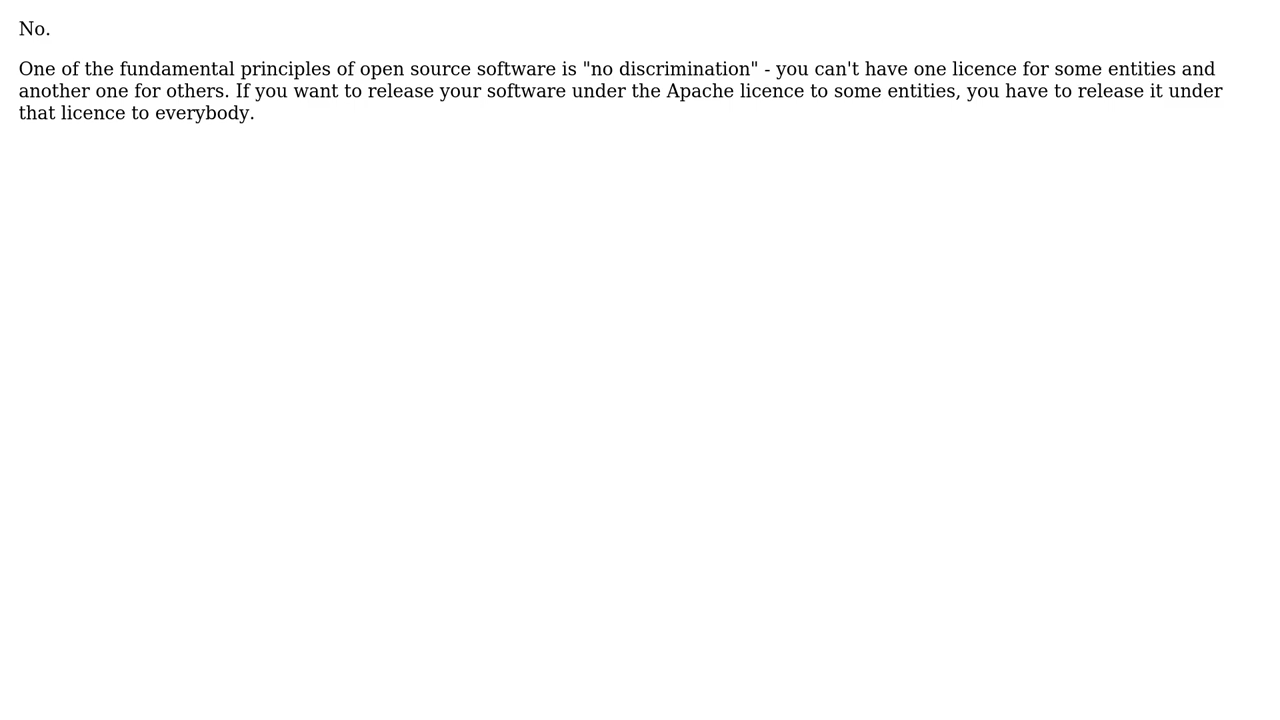 No.
One of the fundamental principles of open source software is "no discrimination" - you can't have one licence for some entities and
another one for others. If you want to release your software under the Apache licence to some entities, you have to release it under
that licence to everybody.